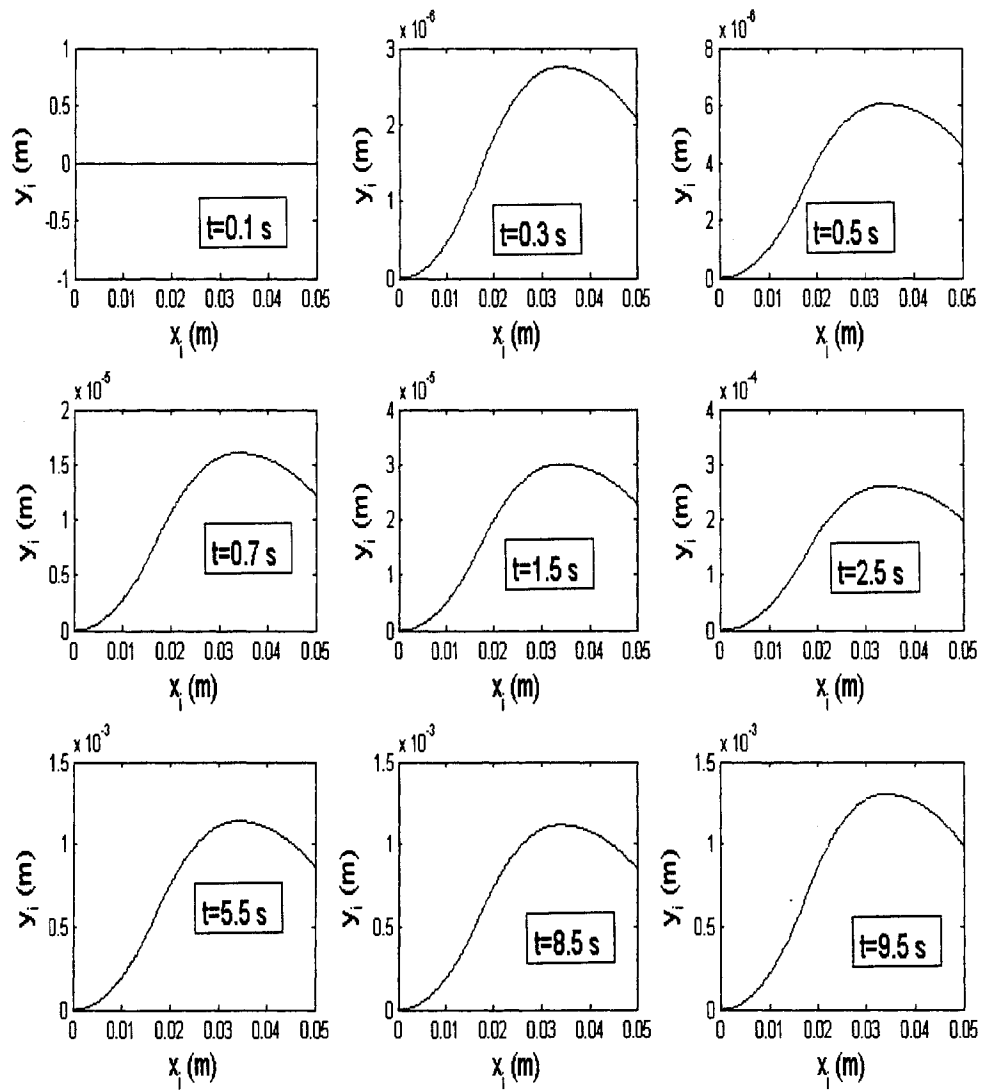 1
0.5
0
-0.5
-1
y_i (m)
t=0.1 s
0 0.01 0.02 0.03 0.04 0.05
x_i (m)
x 10^-6
3
2
1
0
y_i (m)
t=0.3 s
0 0.01 0.02 0.03 0.04 0.05
x_i (m)
x 10^-6
8
6
4
2
0
y_i (m)
t=0.5 s
0 0.01 0.02 0.03 0.04 0.05
x_i (m)
x 10^-5
2
1.5
1
0.5
0
y_i (m)
t=0.7 s
0 0.01 0.02 0.03 0.04 0.05
x_i (m)
x 10^-5
4
3
2
1
0
y_i (m)
t=1.5 s
0 0.01 0.02 0.03 0.04 0.05
x_i (m)
x 10^-4
4
3
2
1
0
y_i (m)
t=2.5 s
0 0.01 0.02 0.03 0.04 0.05
x_i (m)
x 10^-3
1.5
1
0.5
0
y_i (m)
t=5.5 s
0 0.01 0.02 0.03 0.04 0.05
x_i (m)
x 10^-3
1.5
1
0.5
0
y_i (m)
t=8.5 s
0 0.01 0.02 0.03 0.04 0.05
x_i (m)
x 10^-3
1.5
1
0.5
0
y_i (m)
t=9.5 s
0 0.01 0.02 0.03 0.04 0.05
x_i (m)